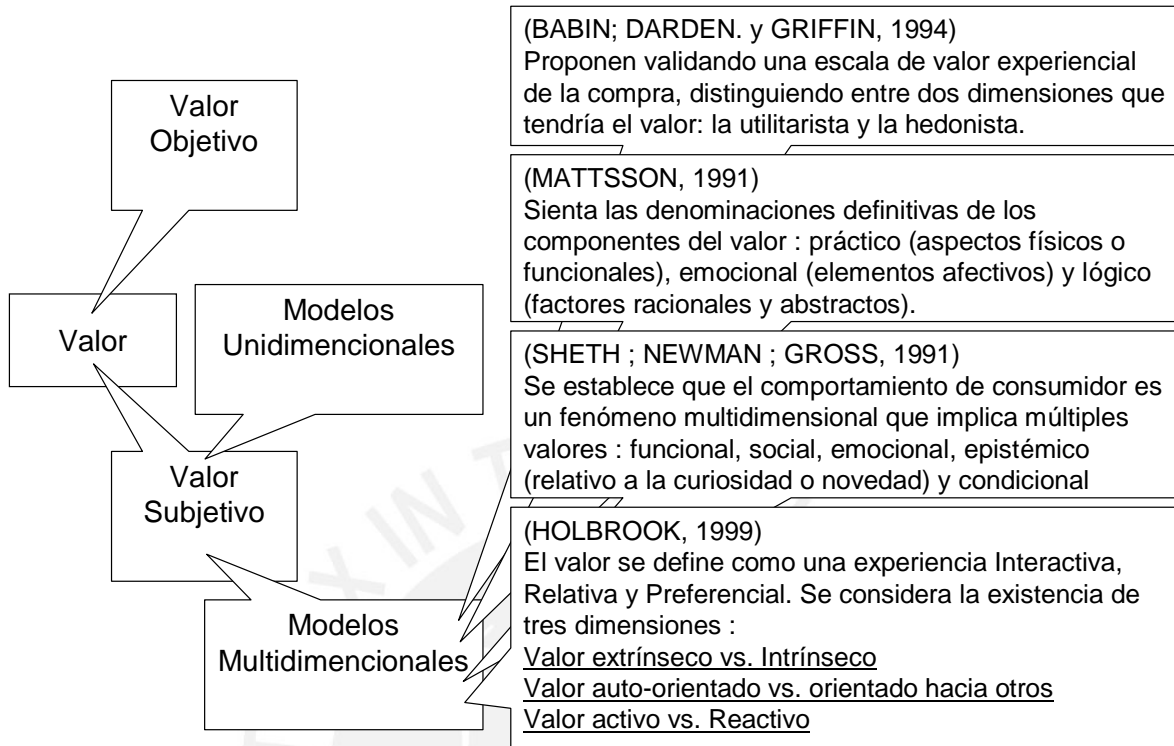 Valor
Objetivo
Valor
Modelos
Unidimencionales
Valor
Subjetivo
Modelos
Multidimencionales
(BABIN; DARDEN. y GRIFFIN, 1994)
Proponen validando una escala de valor experiencial
de la compra, distinguiendo entre dos dimensiones que
tendría el valor: la utilitarista y la hedonista.
(MATTSSON, 1991)
Sienta las denominaciones definitivas de los
componentes del valor : práctico (aspectos físicos o
funcionales), emocional (elementos afectivos) y lógico
(factores racionales y abstractos).
(SHETH ; NEWMAN ; GROSS, 1991)
Se establece que el comportamiento de consumidor es
un fenómeno multidimensional que implica múltiples
valores : funcional, social, emocional, epistémico
(relativo a la curiosidad o novedad) y condicional
(HOLBROOK, 1999)
El valor se define como una experiencia Interactiva,
Relativa y Preferencial. Se considera la existencia de
tres dimensiones :
Valor extrínseco vs. Intrínseco
Valor auto-orientado vs. orientado hacia otros
Valor activo vs. Reactivo